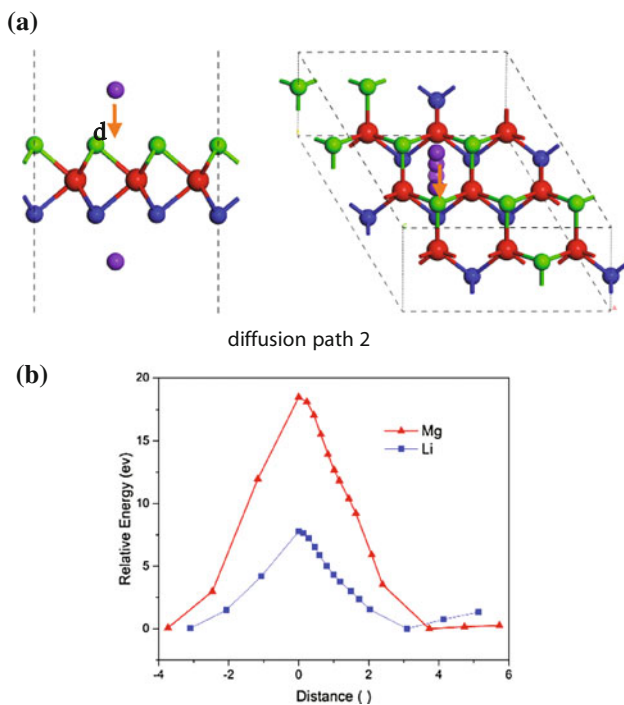 (a)
d
diffusion path 2
(b)
20
15
10
5
0
Relative Energy (ev)
Mg
Li
-4 -2 0 2 4 6
Distance ( )